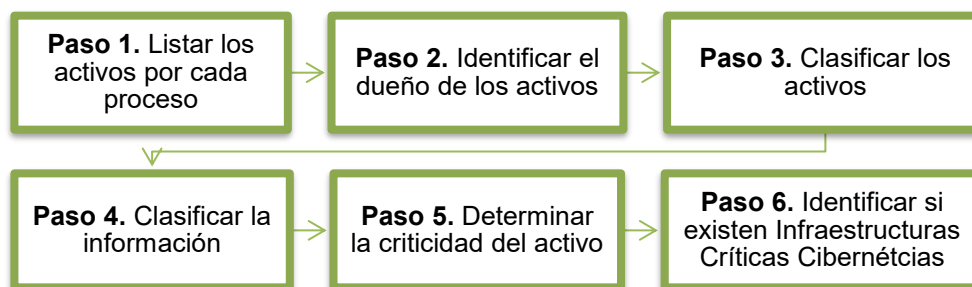 Paso 1. Listar los
activos por cada
proceso
Paso 2. Identificar el
dueño de los activos
Paso 3. Clasificar los
activos
Paso 4. Clasificar la
información
Paso 5. Determinar
la criticidad del activo
Paso 6. Identificar si
existen Infraestructuras
Críticas Cibernétcias